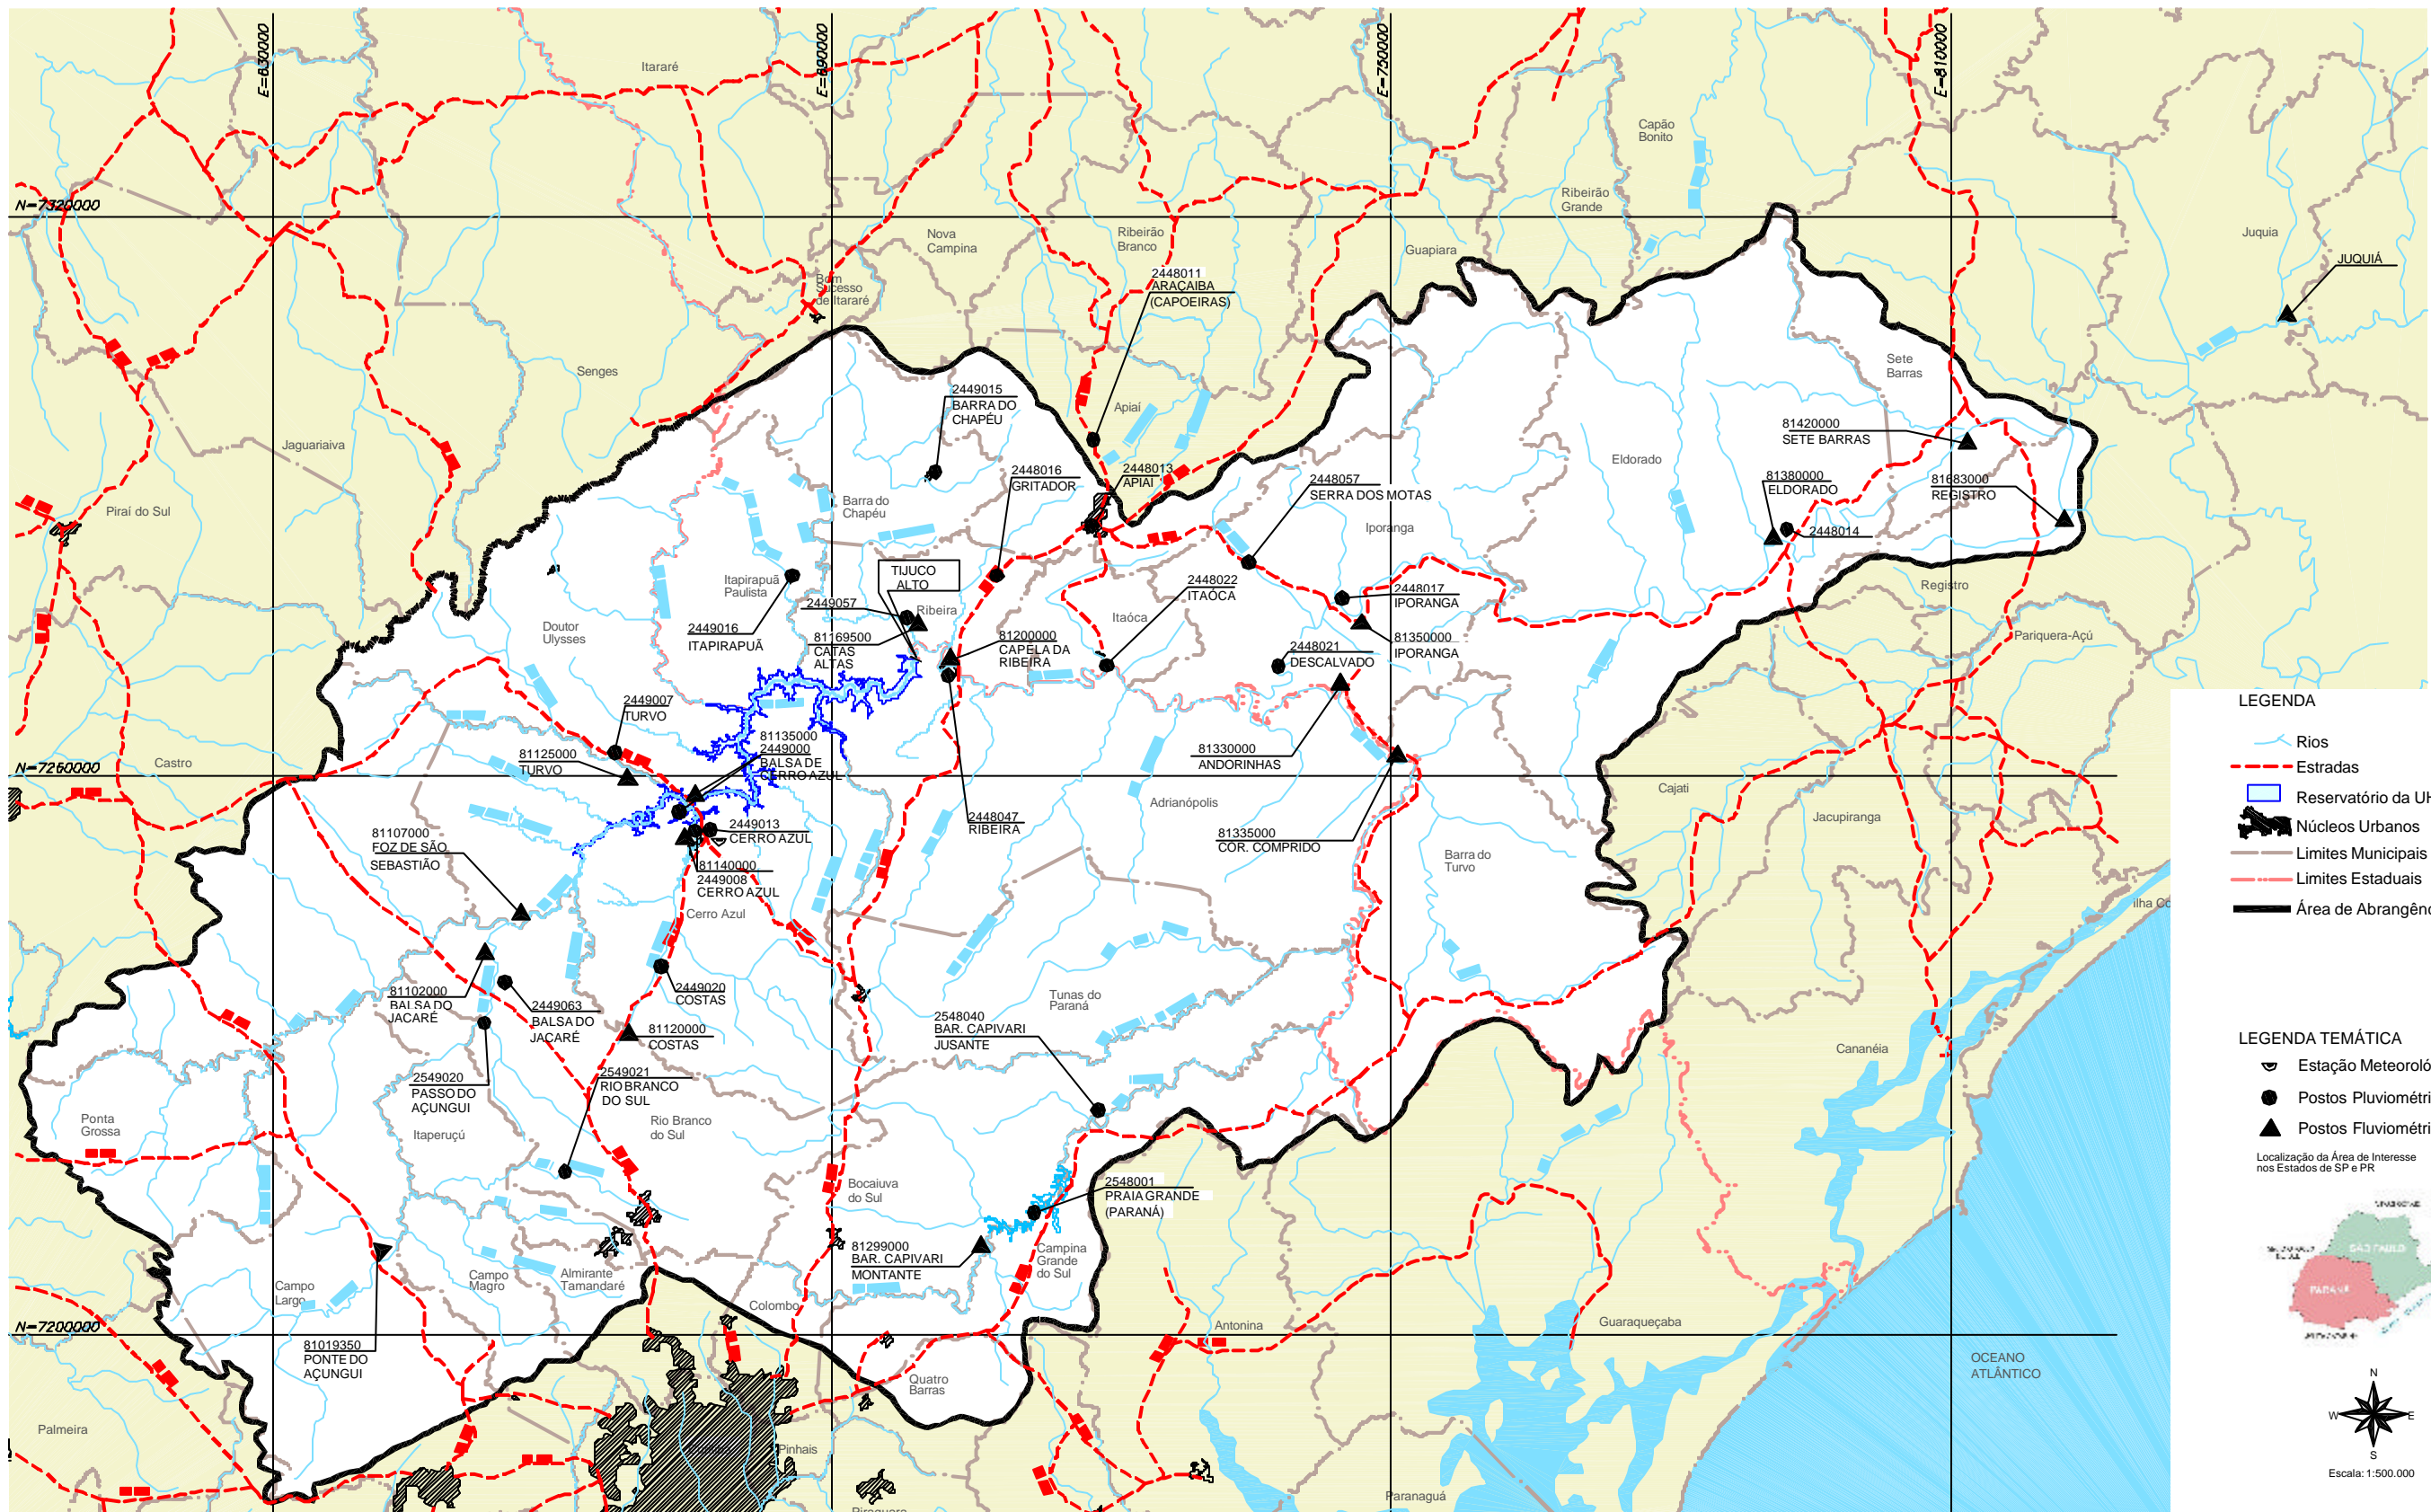 E=630000
E=690000
E=750000
E=810000
Itararé
Capão
Bonito
Ribeirão
Grande
N=7320000
Nova
Campina
Ribeirão
Branco
Guapiara
Juquia
JUQUIÁ
Bom
Sucesso
de Itararé
2448011
ARAÇAIBA
(CAPOEIRAS)
Senges
Sete
Barras
2449015
BARRA DO
CHAPÉU
Apiaí
Jaguariaiva
81420000
SETE BARRAS
Eldorado
2448016
GRITADOR
2448013
APIAI
2448057
SERRA DOS MOTAS
81380000
ELDORADO
81683000
REGISTRO
Piraí do Sul
Barra do
Chapéu
Iporanga
2448014
TIJUCO
ALTO
Itapirapuã
Paulista
2448022
ITAÓCA
2448017
IPORANGA
Registro
2449057
Ribeira
Itaóca
Doutor
Ulysses
2449016
ITAPIRAPUÃ
81169500
CATAS
ALTAS
81200000
CAPELA DA
RIBEIRA
81350000
IPORANGA
Pariquera-Açú
2448021
DESCALVADO
2449007
TURVO
81135000
2449000
BALSA DE
CERRO AZUL
81125000
TURVO
81330000
ANDORINHAS
LEGENDA
Rios
Estradas
N=7260000
Castro
Cajati
Adrianópolis
Jacupiranga
2448047
RIBEIRA
2449013
CERRO AZUL
81107000
FOZ DE SÃO
SEBASTIÃO
81335000
COR. COMPRIDO
Barra do
Turvo
Núcleos Urbanos
Limites Municipais
Limites Estaduais
81140000
2449008
CERRO AZUL
Cerro Azul
81102000
BALSA DO
JACARÉ
2449063
BALSA DO
JACARÉ
2449020
COSTAS
Tunas do
Paraná
81120000
COSTAS
2548040
BAR. CAPIVARI
JUSANTE
Cananéia
LEGENDA TEMÁTICA
2549020
PASSO DO
AÇUNGUI
2549021
RIO BRANCO
DO SUL
Ponta
Grossa
Itaperuçú
Rio Branco
do Sul
Localização da Área de Interesse
nos Estados de SP e PR
Bocaiuva
do Sul
2548001
PRAIA GRANDE
(PARANÁ)
81299000
BAR. CAPIVARI
MONTANTE
Campina
Grande
do Sul
Campo
Largo
Campo
Magro
Almirante
Tamandaré
Colombo
SÃO PAULO
PARANÁ
N=7200000
Antonina
Guaraqueçaba
81019350
PONTE DO
AÇUNGUI
Quatro
Barras
OCEANO
ATLÂNTICO
N
W
E
S
Palmeira
Pinhais
Escala: 1:500.000
Paranaguá